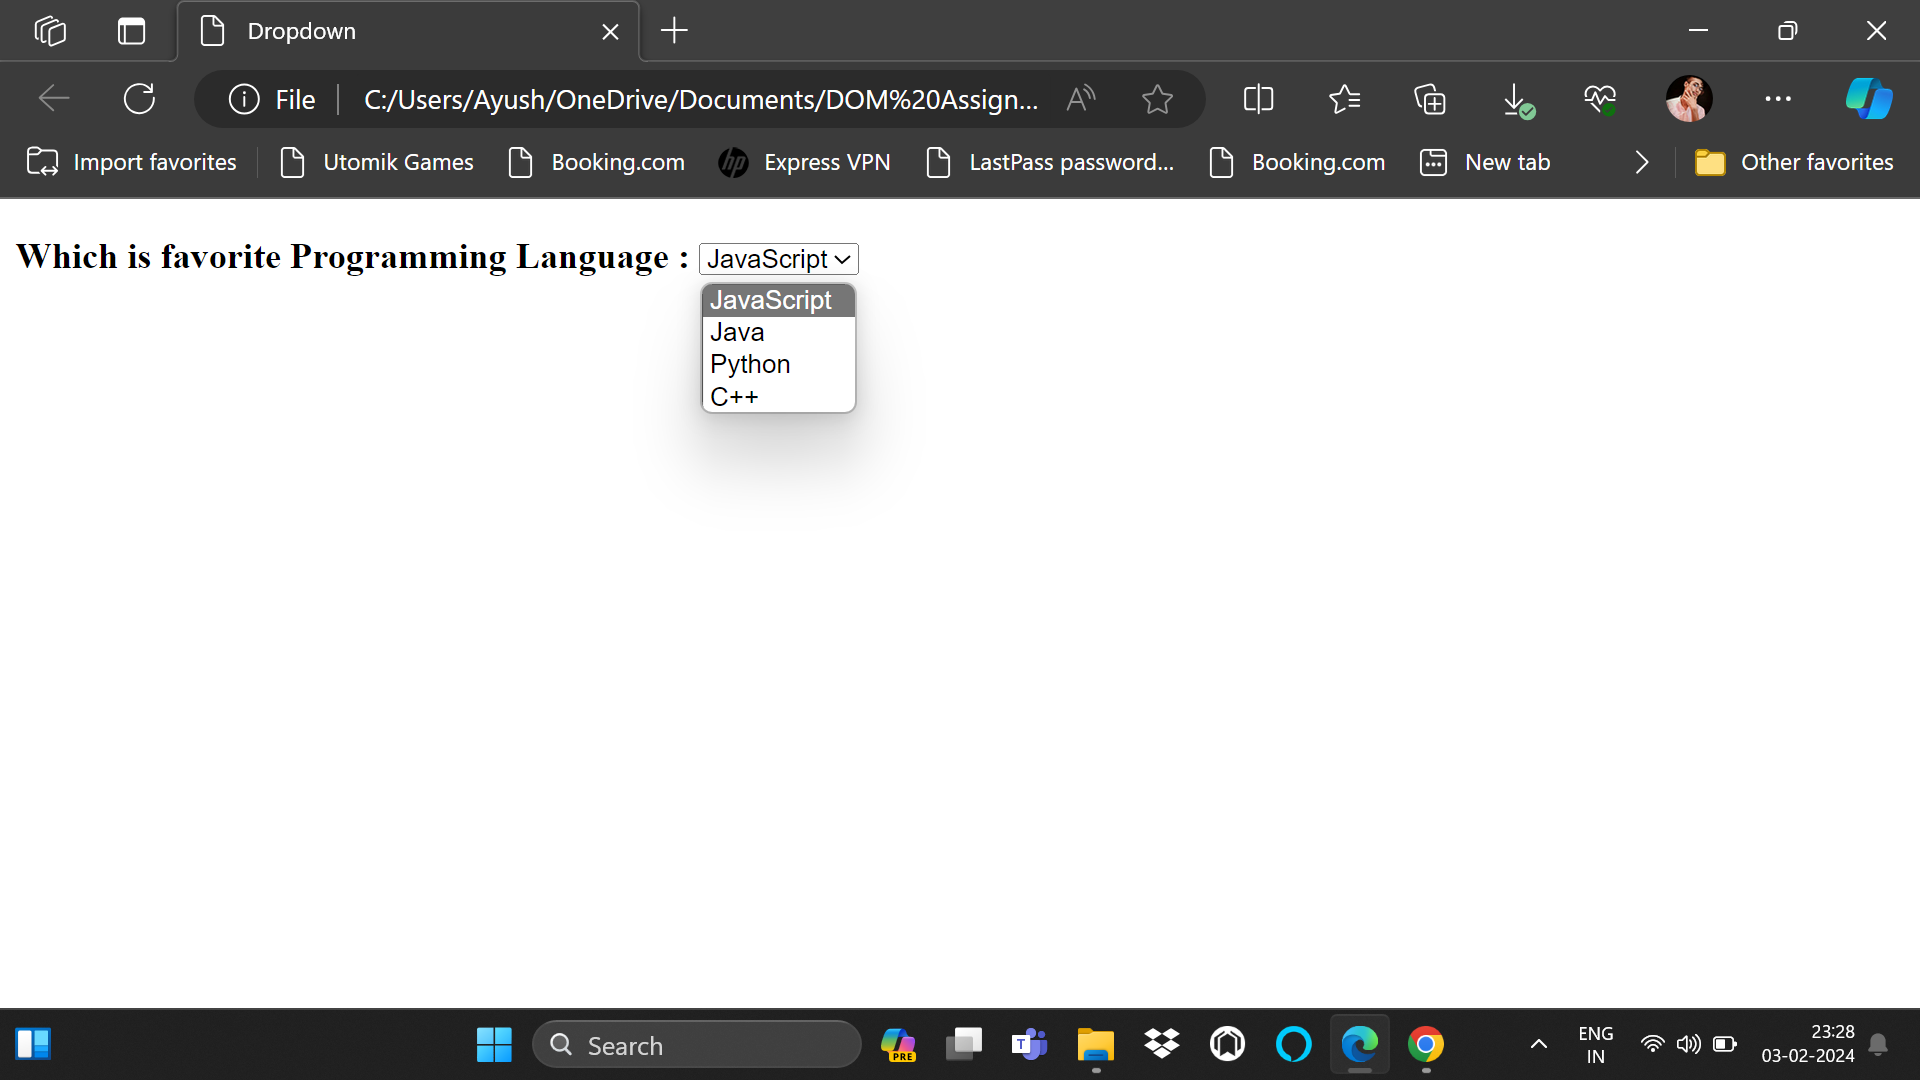 Dropdown
File
C:/Users/Ayush/OneDrive/Documents/DOM%20Assign...
A
Import favorites
Utomik Games
Booking.com
hp
Express VPN
LastPass password...
Booking.com
New tab
Other favorites
Which is favorite Programming Language : JavaScript
JavaScript
Java
Python
C++
Search
PRE
T
ENG
IN
23:28
03-02-2024